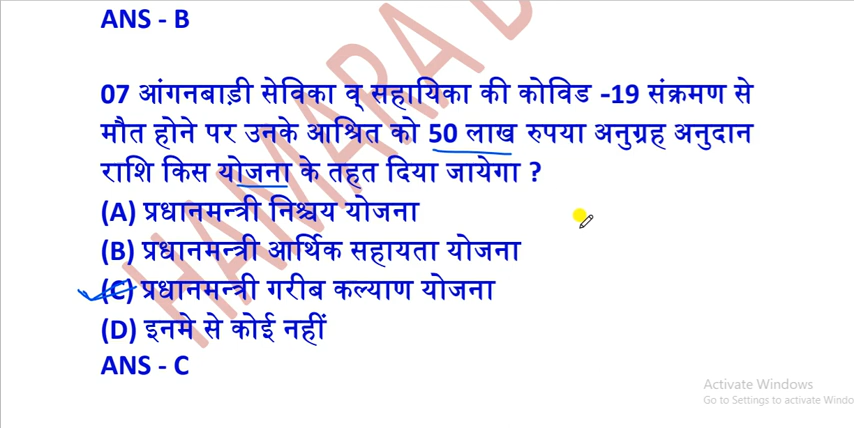 ANS - B
07 आंगनबाड़ी सेविका व् सहायिका की कोविड -19 संक्रमण से
मौत होने पर उनके आश्रित को 50 लाख रुपया अनुग्रह अनुदान
राशि किस योजना के तहत दिया जायेगा ?
(A) प्रधानमन्त्री निश्चय योजना
(B) प्रधानमन्त्री आर्थिक सहायता योजना
(C) प्रधानमन्त्री गरीब कल्याण योजना
(D) इनमे से कोई नहीं
ANS - C
HAMARA
Activate Windows
Go to Settings to activate Windo